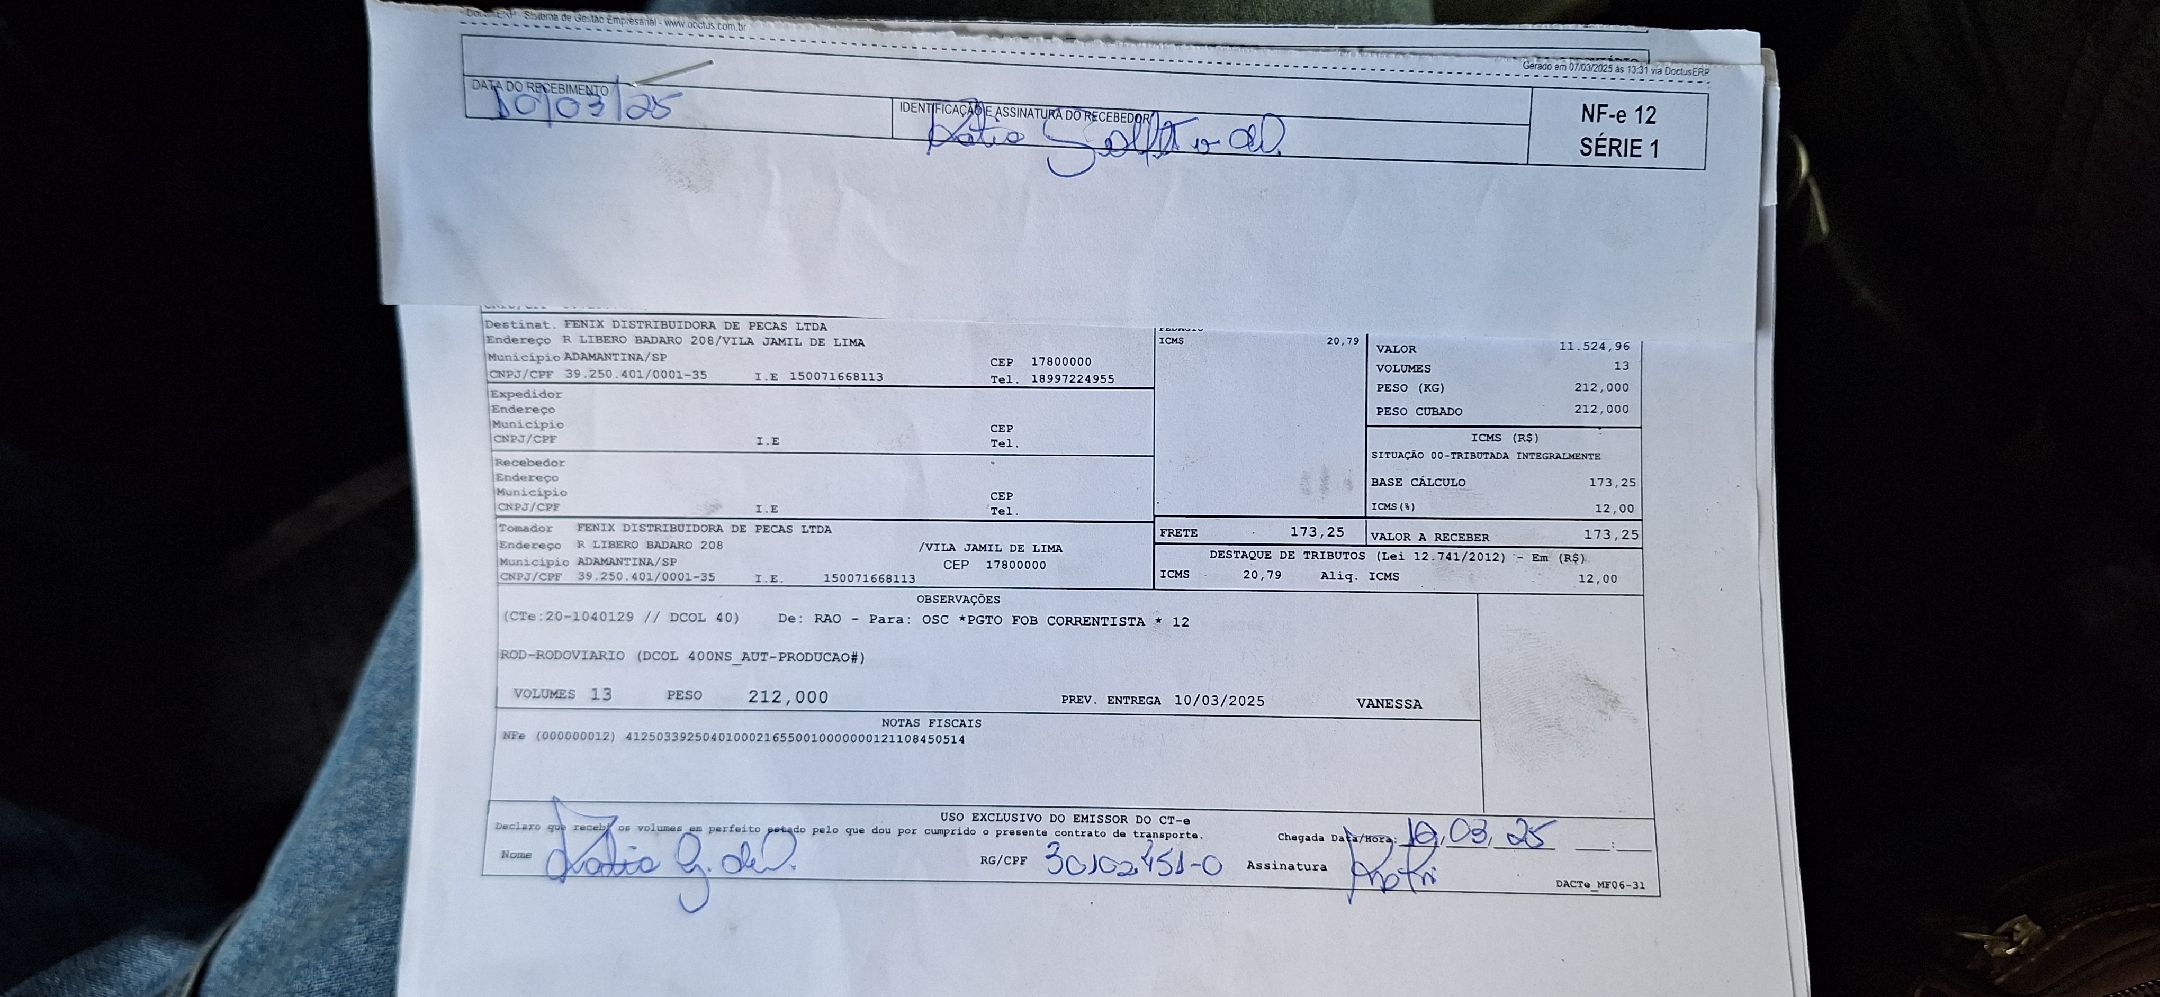 DoctusERP - Sistema de Gestão Empresarial - www.doctus.com.br
Gerado em 07/03/2025 às 13:31 via DoctusERP
DATA DO RECEBIMENTO
10/03/25
IDENTIFICAÇÃO E ASSINATURA DO RECEBEDOR
NF-e 12
SÉRIE 1
Destinat. FENIX DISTRIBUIDORA DE PECAS LTDA
Endereço R LIBERO BADARO 208/VILA JAMIL DE LIMA
Município ADAMANTINA/SP CEP 17800000
CNPJ/CPF 39.250.401/0001-35 I.E 150071668113 Tel. 18997224955
Expedidor
Endereço
Município CEP
CNPJ/CPF I.E Tel.
Recebedor
Endereço
Município CEP
CNPJ/CPF I.E Tel.
Tomador FENIX DISTRIBUIDORA DE PECAS LTDA
Endereço R LIBERO BADARO 208 /VILA JAMIL DE LIMA
Município ADAMANTINA/SP CEP 17800000
CNPJ/CPF 39.250.401/0001-35 I.E. 150071668113
PEDAGIO
ICMS 20,79
FRETE 173,25
VALOR 11.524,96
VOLUMES 13
PESO (KG) 212,000
PESO CUBADO 212,000
ICMS (R$)
SITUAÇÃO 00-TRIBUTADA INTEGRALMENTE
BASE CÁLCULO 173,25
ICMS(%) 12,00
VALOR A RECEBER 173,25
DESTAQUE DE TRIBUTOS (Lei 12.741/2012) - Em (R$)
ICMS 20,79 Aliq. ICMS 12,00
OBSERVAÇÕES
(CTe:20-1040129 // DCOL 40) De: RAO - Para: OSC *PGTO FOB CORRENTISTA * 12
ROD-RODOVIARIO (DCOL 400NS_AUT-PRODUCAO#)
VOLUMES 13 PESO 212,000 PREV. ENTREGA 10/03/2025 VANESSA
NOTAS FISCAIS
NFe (000000012) 41250339250401000216550010000000121108450514
USO EXCLUSIVO DO EMISSOR DO CT-e
Declaro que recebi os volumes em perfeito estado pelo que dou por cumprido o presente contrato de transporte.
Chegada Data/Hora: 10,03,25 __:__
Nome
RG/CPF
Assinatura
DACTe_MF06-31